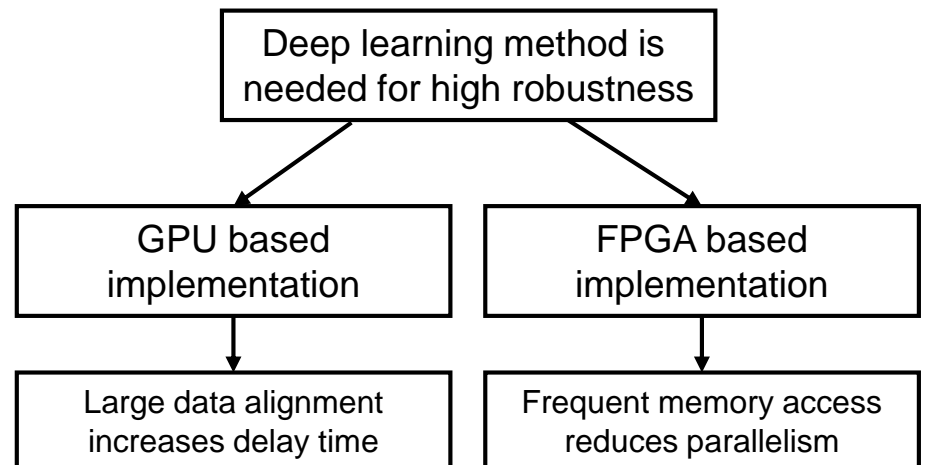 Deep learning method is
needed for high robustness
GPU based
implementation
FPGA based
implementation
Large data alignment
increases delay time
Frequent memory access
reduces parallelism